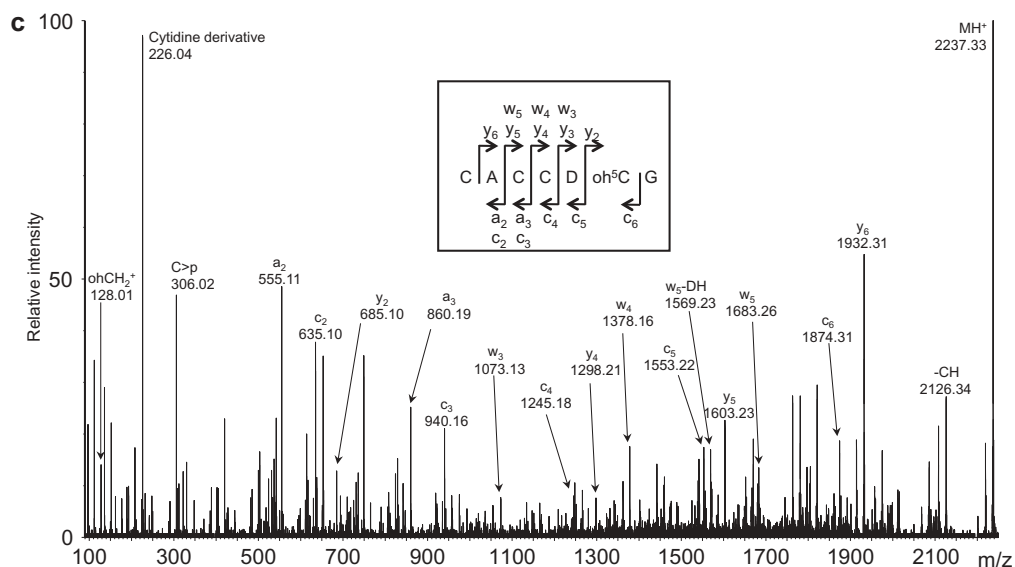 c
100
50
0
Relative intensity
100
300
500
700
900
1100
1300
1500
1700
1900
2100
m/z
Cytidine derivative
226.04
MH⁺
2237.33
ohCH₂⁺
128.01
C>p
306.02
a₂
555.11
c₂
635.10
y₂
685.10
a₃
860.19
c₃
940.16
w₃
1073.13
c₄
1245.18
y₄
1298.21
w₄
1378.16
c₅
1553.22
w₅-DH
1569.23
y₅
1603.23
w₅
1683.26
c₆
1874.31
y₆
1932.31
-CH
2126.34
w₅ w₄ w₃
y₆ y₅ y₄ y₃ y₂
C A C C D oh⁵C G
a₂ a₃ c₄ c₅ c₆
c₂ c₃